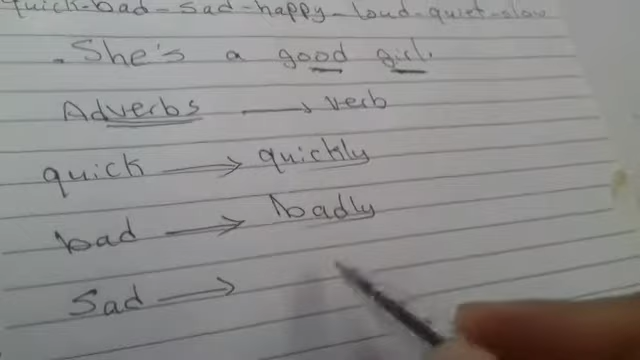 quick-bad-sad-happy-loud-quiet-slow
. She's a good girl.
Adverbs → verb
quick → quickly
bad → badly
Sad →